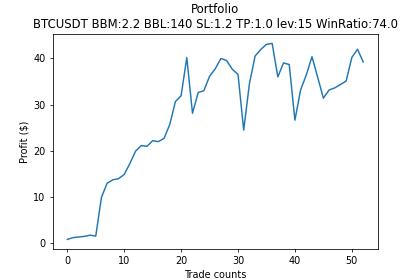 Portfolio
BTCUSDT BBM:2.2 BBL:140 SL:1.2 TP:1.0 lev:15 WinRatio:74.0
Profit ($)
40
30
20
10
0
0
10
20
30
40
50
Trade counts